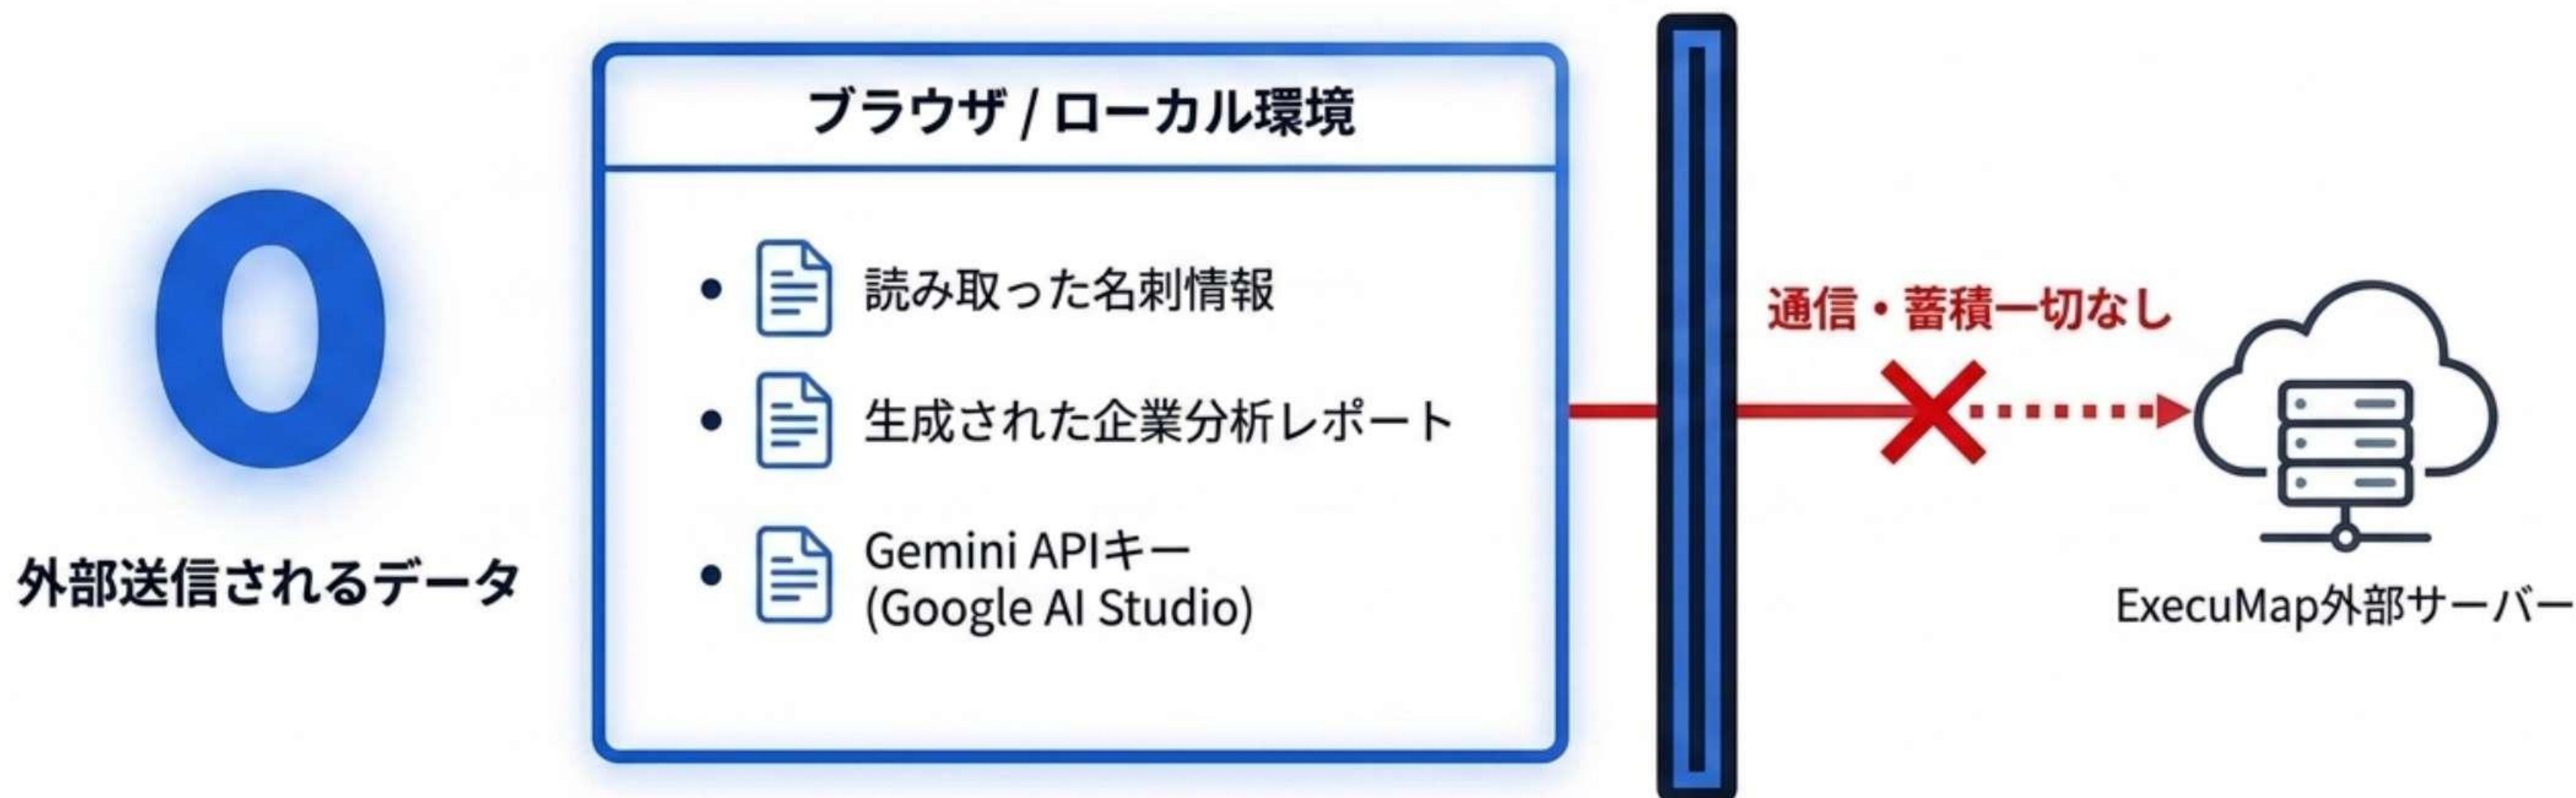 0
外部送信されるデータ
ブラウザ / ローカル環境
• 読み取った名刺情報
• 生成された企業分析レポート
• Gemini APIキー
(Google AI Studio)
通信・蓄積一切なし
ExecuMap外部サーバー